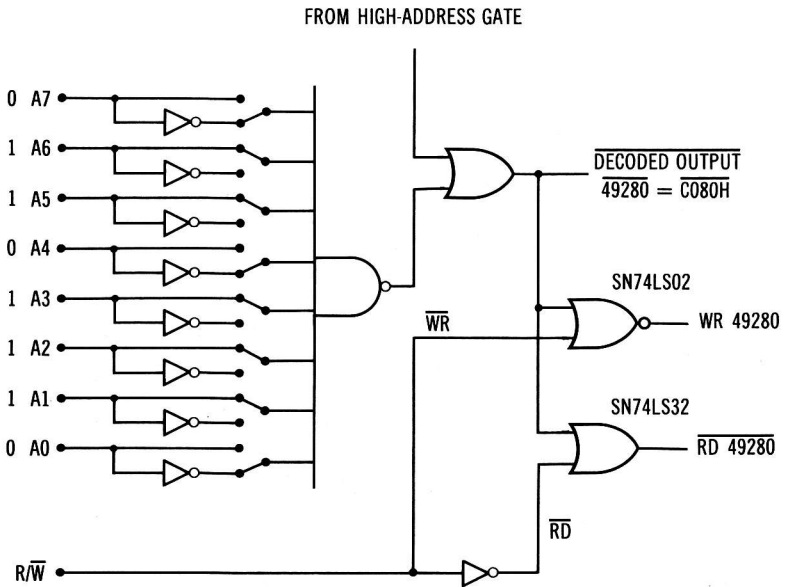 FROM HIGH-ADDRESS GATE
0 A7
1 A6
1 A5
0 A4
1 A3
1 A2
1 A1
0 A0
R/W̅
DECODED OUTPUT
49280 = C080H
SN74LS02
WR
WR 49280
SN74LS32
RD 49280
RD